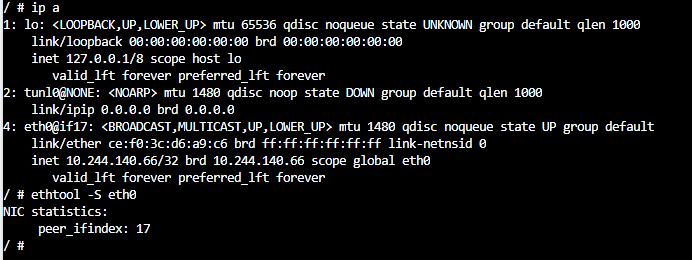 / # ip a
1: lo: <LOOPBACK,UP,LOWER_UP> mtu 65536 qdisc noqueue state UNKNOWN group default qlen 1000
    link/loopback 00:00:00:00:00:00 brd 00:00:00:00:00:00
    inet 127.0.0.1/8 scope host lo
       valid_lft forever preferred_lft forever
2: tunl0@NONE: <NOARP> mtu 1480 qdisc noop state DOWN group default qlen 1000
    link/ipip 0.0.0.0 brd 0.0.0.0
4: eth0@if17: <BROADCAST,MULTICAST,UP,LOWER_UP> mtu 1480 qdisc noqueue state UP group default
    link/ether ce:f0:3c:d6:a9:c6 brd ff:ff:ff:ff:ff:ff link-netnsid 0
    inet 10.244.140.66/32 brd 10.244.140.66 scope global eth0
       valid_lft forever preferred_lft forever
/ # ethtool -S eth0
NIC statistics:
     peer_ifindex: 17
/ #